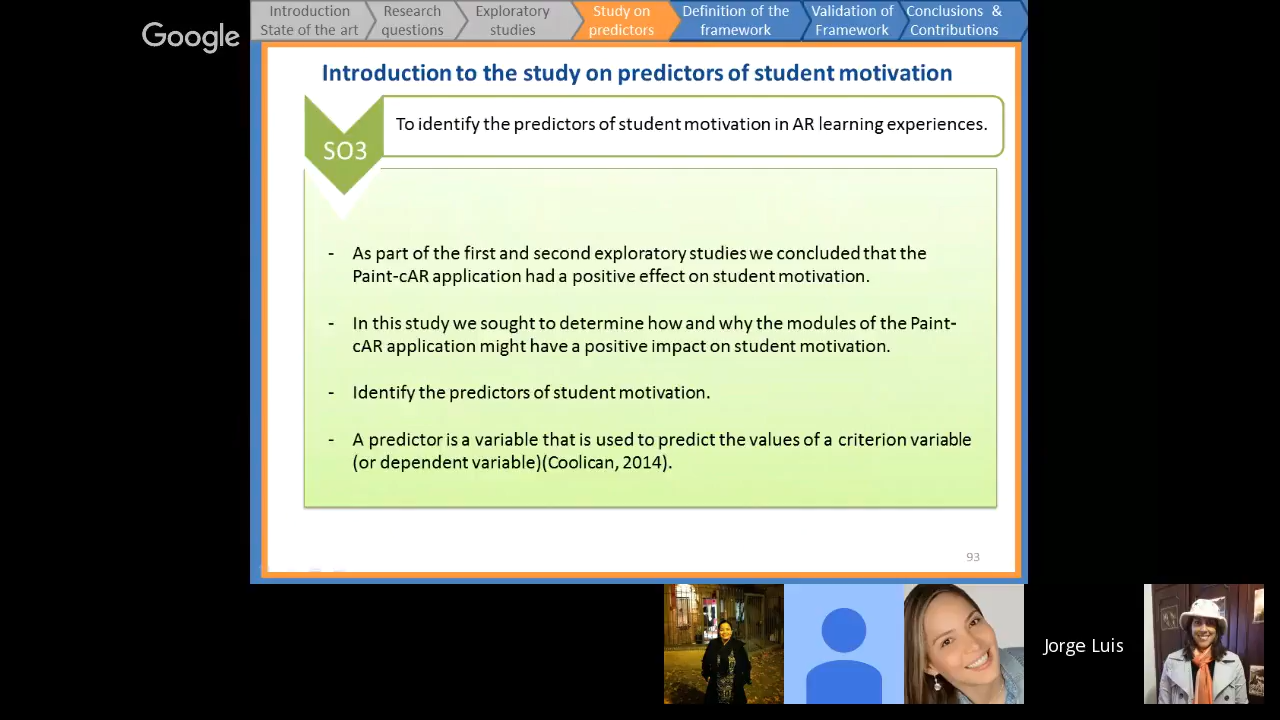 Google
Introduction
State of the art
Research
questions
Exploratory
studies
Study on
predictors
Definition of the
framework
Validation of
Framework
Conclusions &
Contributions
Introduction to the study on predictors of student motivation
SO3
To identify the predictors of student motivation in AR learning experiences.
- As part of the first and second exploratory studies we concluded that the
Paint-cAR application had a positive effect on student motivation.
- In this study we sought to determine how and why the modules of the Paint-
cAR application might have a positive impact on student motivation.
- Identify the predictors of student motivation.
- A predictor is a variable that is used to predict the values of a criterion variable
(or dependent variable)(Coolican, 2014).
93
Jorge Luis